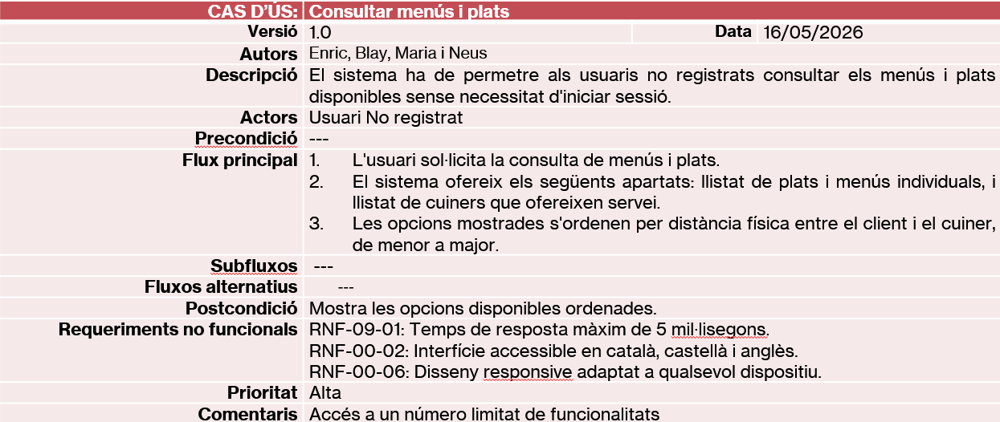 CAS D'ÚS: Consultar menús i plats
Versió 1.0 Data 16/05/2026
Autors Enric, Blay, Maria i Neus
Descripció El sistema ha de permetre als usuaris no registrats consultar els menús i plats
disponibles sense necessitat d'iniciar sessió.
Actors Usuari No registrat
Precondició ---
Flux principal 1. L'usuari sol·licita la consulta de menús i plats.
2. El sistema ofereix els següents apartats: llistat de plats i menús individuals, i
llistat de cuiners que ofereixen servei.
3. Les opcions mostrades s'ordenen per distància física entre el client i el cuiner,
de menor a major.
Subfluxos ---
Fluxos alternatius ---
Postcondició Mostra les opcions disponibles ordenades.
Requeriments no funcionals RNF-09-01: Temps de resposta màxim de 5 mil·lisegons.
RNF-00-02: Interfície accessible en català, castellà i anglès.
RNF-00-06: Disseny responsive adaptat a qualsevol dispositiu.
Prioritat Alta
Comentaris Accés a un número limitat de funcionalitats